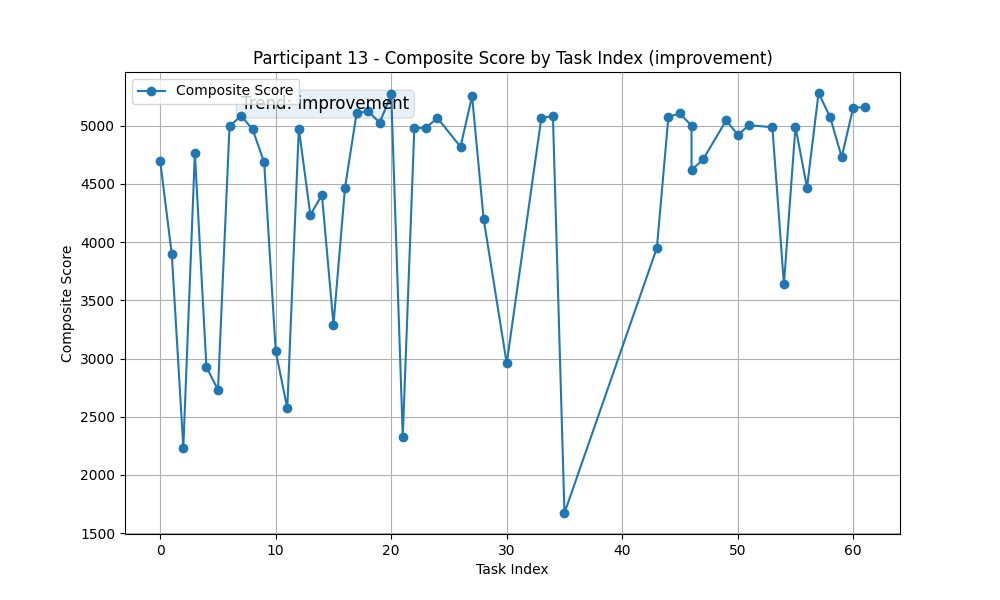 Participant 13 - Composite Score by Task Index (improvement)
Composite Score
Trend: improvement
5000
4500
4000
3500
3000
2500
2000
1500
Composite Score
0 10 20 30 40 50 60
Task Index